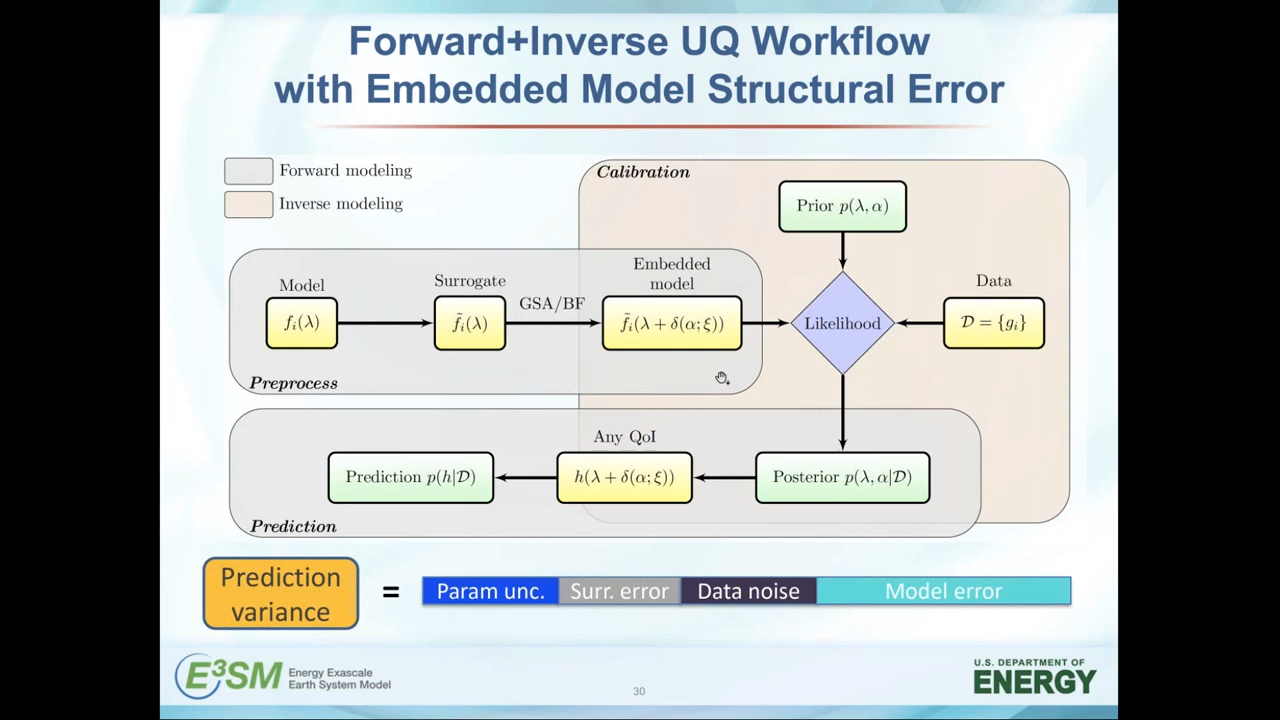 Forward+Inverse UQ Workflow
with Embedded Model Structural Error
Forward modeling
Inverse modeling
Calibration
Prior p(λ, α)
Model
Surrogate
Embedded
model
Data
GSA/BF
f_i(λ)
f̃_i(λ)
f̃_i(λ + δ(α; ξ))
Likelihood
𝒟 = {g_i}
Preprocess
Any QoI
Prediction p(h|𝒟)
h(λ + δ(α; ξ))
Posterior p(λ, α|𝒟)
Prediction
Prediction
variance
=
Param unc.
Surr. error
Data noise
Model error
E³SM
Energy Exascale
Earth System Model
30
U.S. DEPARTMENT OF
ENERGY